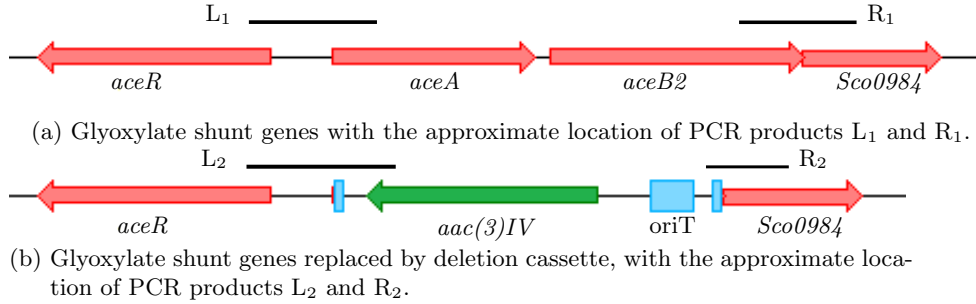 L₁ R₁
aceR aceA aceB2 Sco0984
(a) Glyoxylate shunt genes with the approximate location of PCR products L₁ and R₁.
L₂ R₂
aceR aac(3)IV oriT Sco0984
(b) Glyoxylate shunt genes replaced by deletion cassette, with the approximate loca-
tion of PCR products L₂ and R₂.